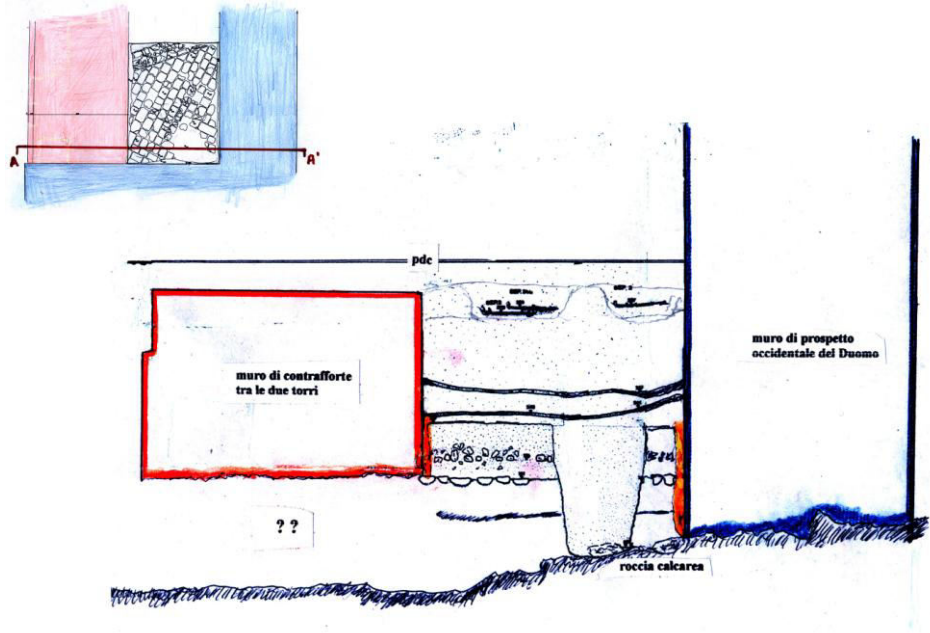 A A'
pdc
muro di contrafforte
tra le due torri
muro di prospetto
occidentale del Duomo
? ?
roccia calcarea